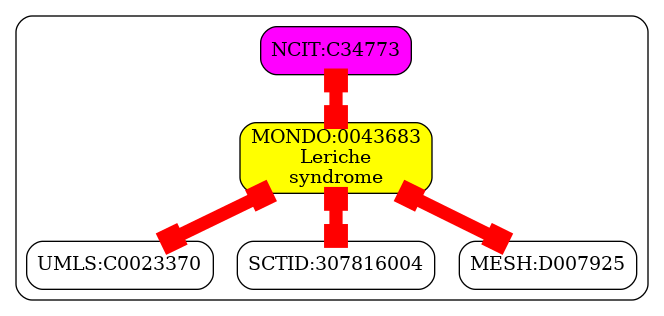 NCIT:C34773
MONDO:0043683
Leriche
syndrome
UMLS:C0023370
SCTID:307816004
MESH:D007925